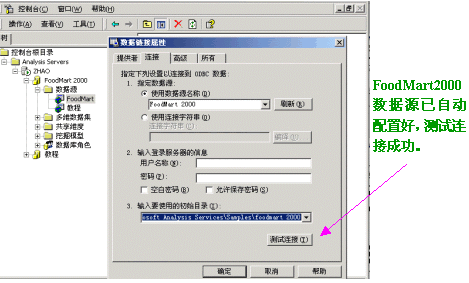 控制台(C) 窗口(W) 帮助(H)
操作(A) 查看(V) 工具(T)
树
控制台根目录
Analysis Servers
ZHAO
FoodMart 2000
数据源
FoodMart
教程
多维数据集
共享维度
挖掘模型
数据库角色
教程
数据链接属性
提供者 连接 高级 所有
指定下列设置以连接到 ODBC 数据:
1. 指定数据源:
使用数据源名称(D)
FoodMart 2000
刷新(R)
使用连接字符串(O)
连接字符串(C)
编译(U)
2. 输入登录服务器的信息
用户名称(N):
密码(P):
空白密码(B) 允许保存密码(S)
3. 输入要使用的初始目录(I):
osoft Analysis Services\Samples\foodmart 2000
测试连接(T)
确定 取消 帮助
FoodMart2000
数据源已自动
配置好，测试连
接成功。